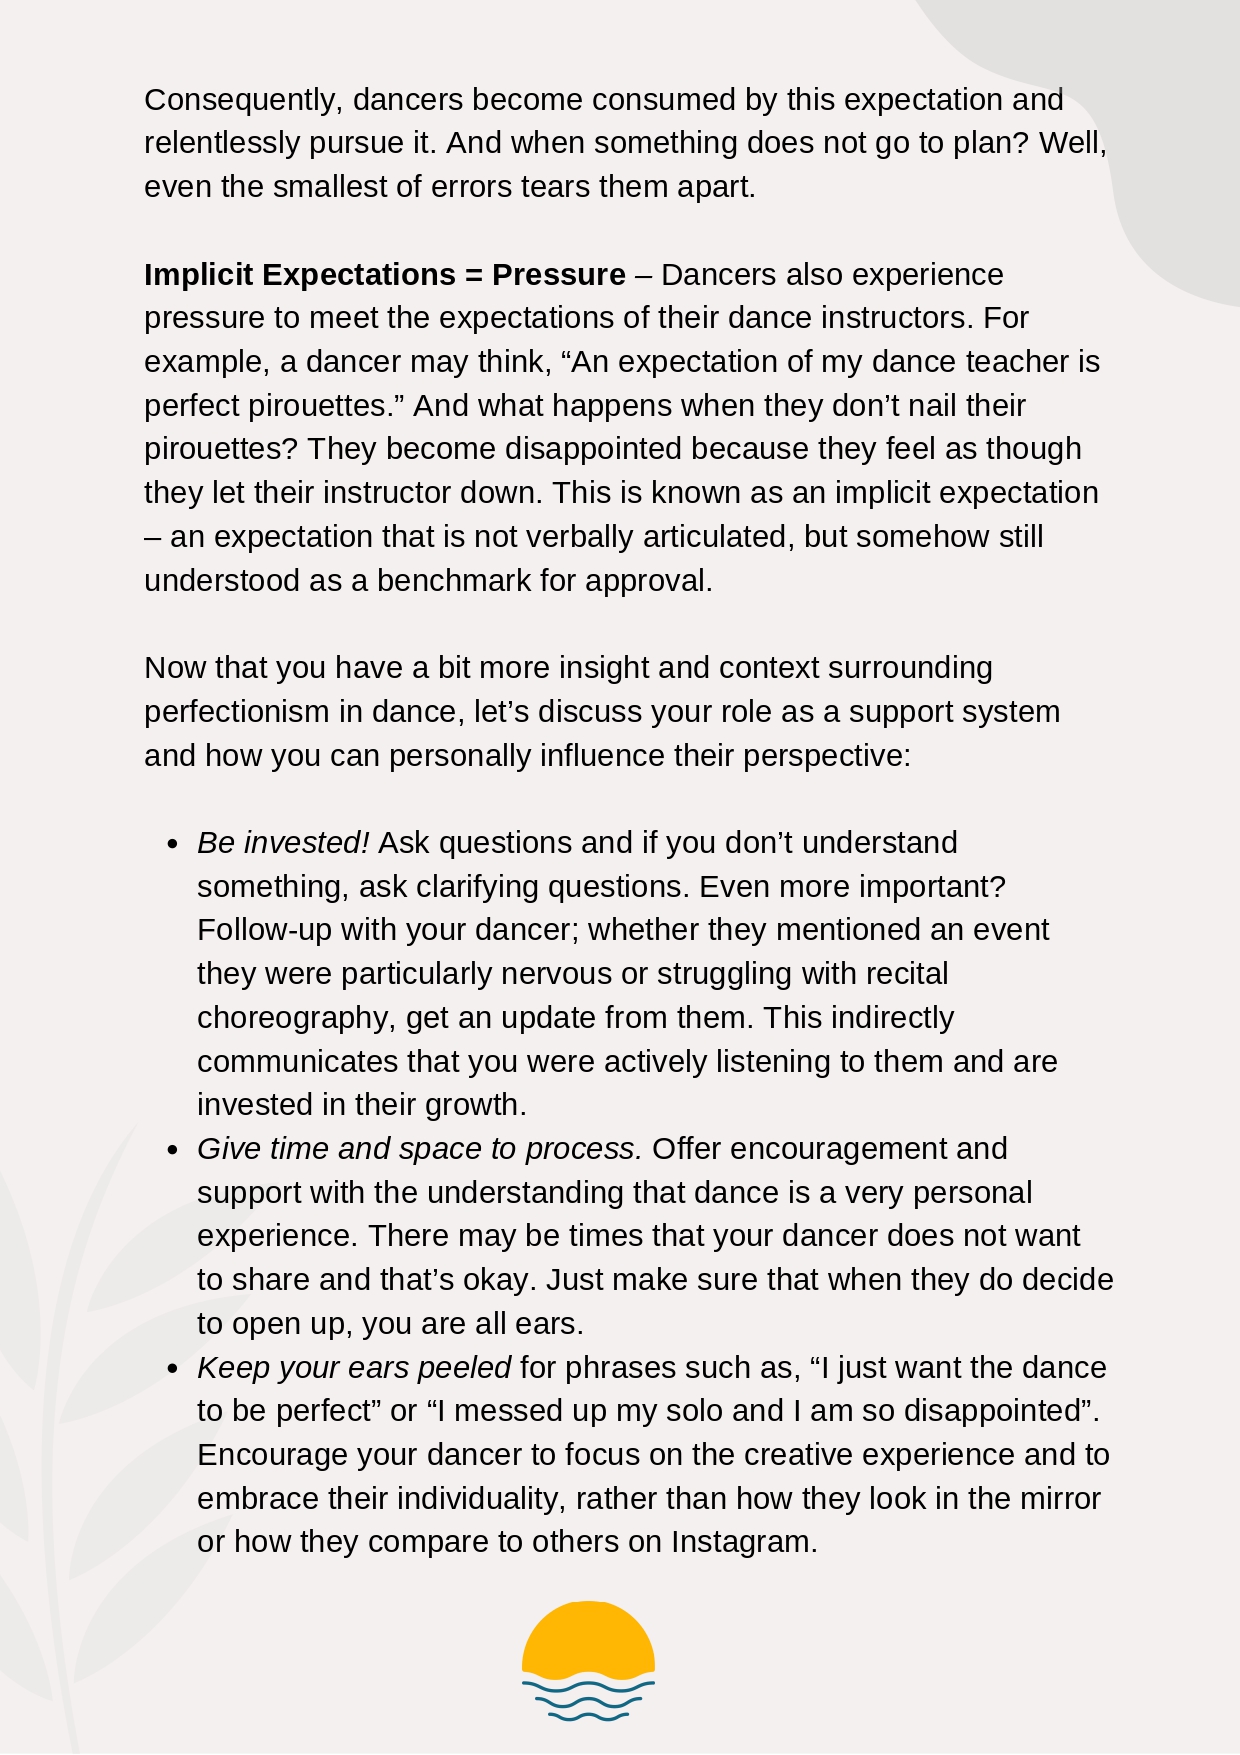 Consequently, dancers become consumed by this expectation and
relentlessly pursue it. And when something does not go to plan? Well,
even the smallest of errors tears them apart.
Implicit Expectations = Pressure – Dancers also experience
pressure to meet the expectations of their dance instructors. For
example, a dancer may think, “An expectation of my dance teacher is
perfect pirouettes.” And what happens when they don’t nail their
pirouettes? They become disappointed because they feel as though
they let their instructor down. This is known as an implicit expectation
– an expectation that is not verbally articulated, but somehow still
understood as a benchmark for approval.
Now that you have a bit more insight and context surrounding
perfectionism in dance, let’s discuss your role as a support system
and how you can personally influence their perspective:
• Be invested! Ask questions and if you don’t understand
something, ask clarifying questions. Even more important?
Follow-up with your dancer; whether they mentioned an event
they were particularly nervous or struggling with recital
choreography, get an update from them. This indirectly
communicates that you were actively listening to them and are
invested in their growth.
• Give time and space to process. Offer encouragement and
support with the understanding that dance is a very personal
experience. There may be times that your dancer does not want
to share and that’s okay. Just make sure that when they do decide
to open up, you are all ears.
• Keep your ears peeled for phrases such as, “I just want the dance
to be perfect” or “I messed up my solo and I am so disappointed”.
Encourage your dancer to focus on the creative experience and to
embrace their individuality, rather than how they look in the mirror
or how they compare to others on Instagram.